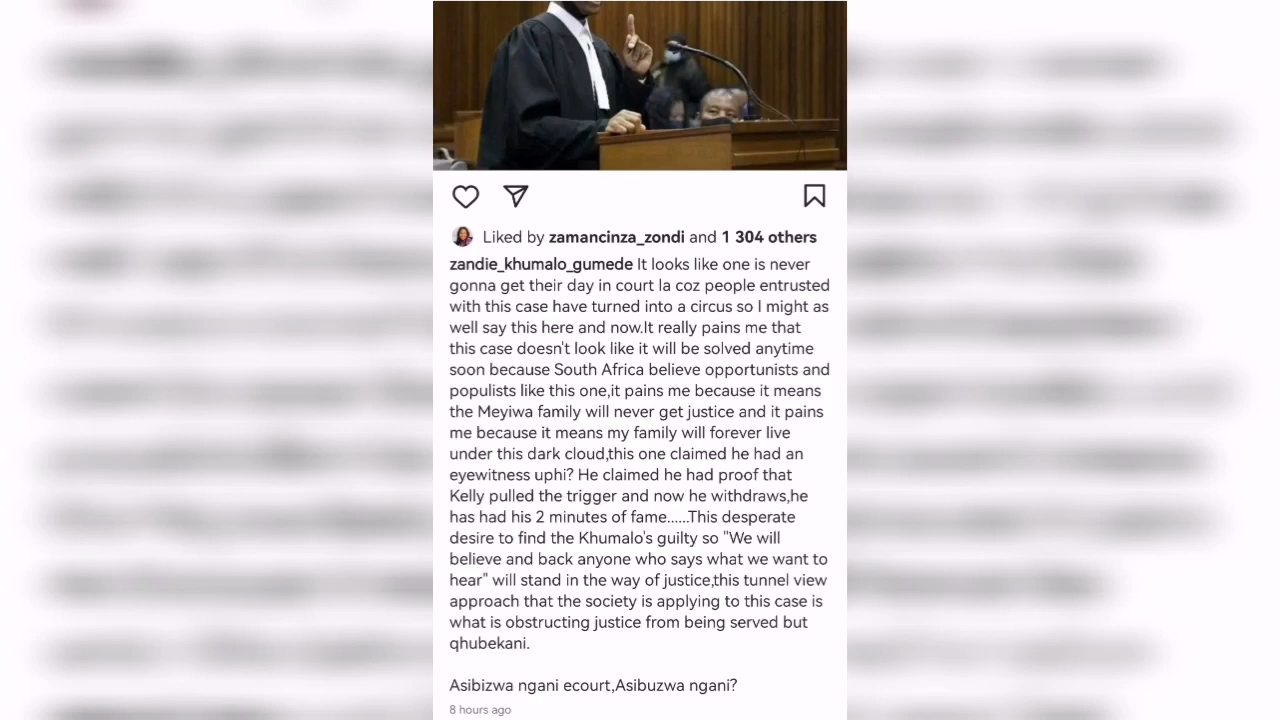 Liked by zamancinza_zondi and 1 304 others
zandie_khumalo_gumede It looks like one is never
gonna get their day in court la coz people entrusted
with this case have turned into a circus so I might as
well say this here and now.It really pains me that
this case doesn't look like it will be solved anytime
soon because South Africa believe opportunists and
populists like this one,it pains me because it means
the Meyiwa family will never get justice and it pains
me because it means my family will forever live
under this dark cloud,this one claimed he had an
eyewitness uphi? He claimed he had proof that
Kelly pulled the trigger and now he withdraws,he
has had his 2 minutes of fame......This desperate
desire to find the Khumalo's guilty so "We will
believe and back anyone who says what we want to
hear" will stand in the way of justice,this tunnel view
approach that the society is applying to this case is
what is obstructing justice from being served but
qhubekani.
Asibizwa ngani ecourt,Asibuzwa ngani?
8 hours ago